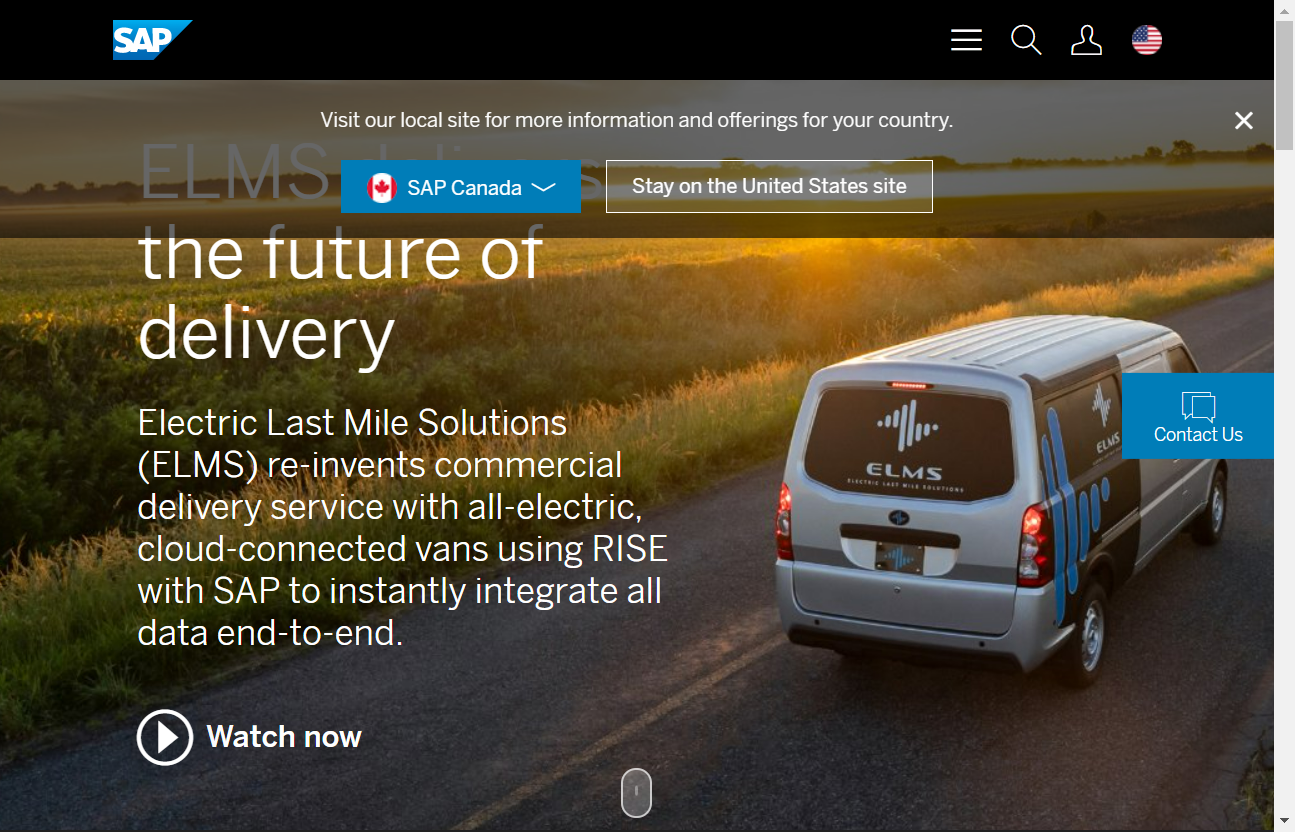 SAP
Visit our local site for more information and offerings for your country.
SAP Canada
Stay on the United States site
ELMS delivers
the future of
delivery
Electric Last Mile Solutions
(ELMS) re-invents commercial
delivery service with all-electric,
cloud-connected vans using RISE
with SAP to instantly integrate all
data end-to-end.
Watch now
Contact Us
ELMS
ELECTRIC LAST MILE SOLUTIONS
ELMS